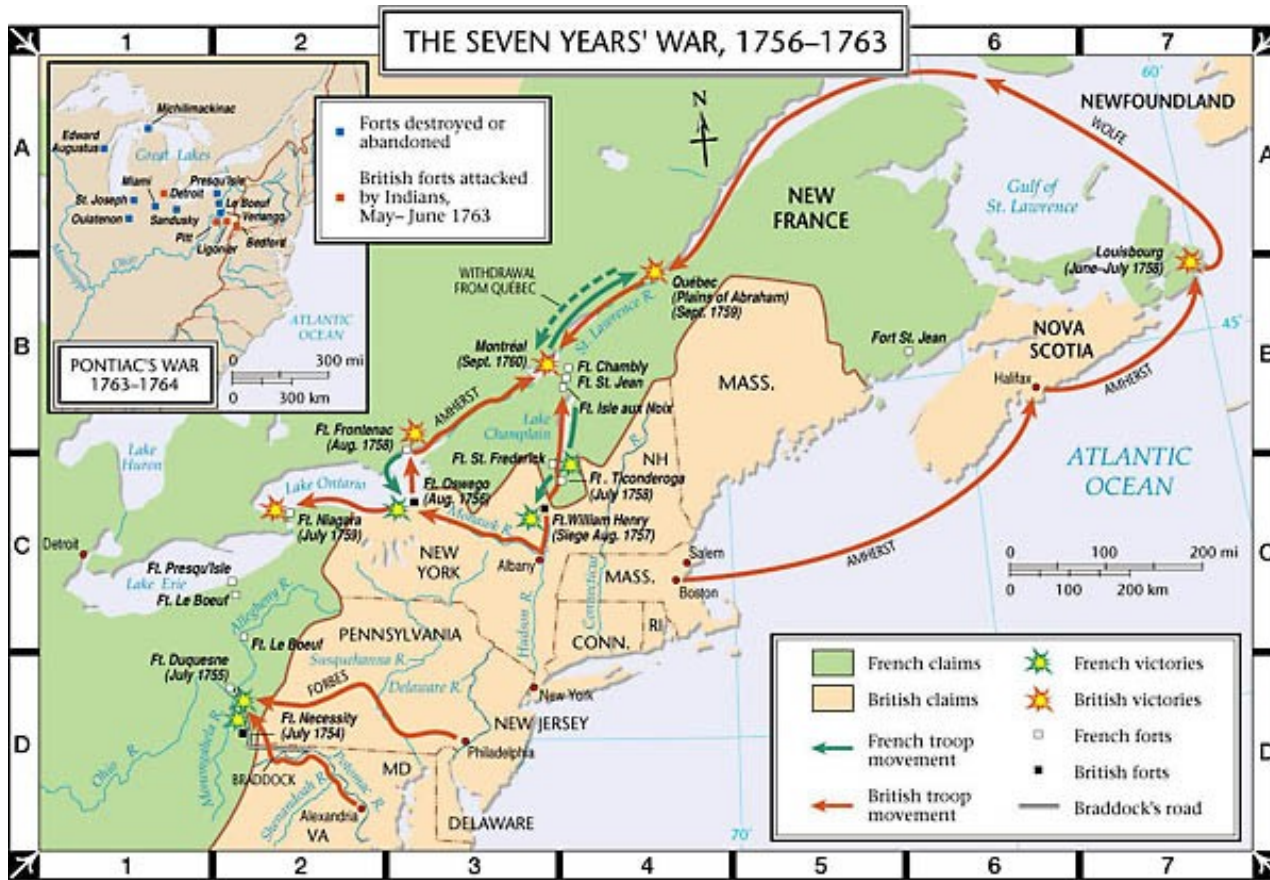 THE SEVEN YEARS' WAR, 1756–1763
1
2
6
7
A
B
C
D
A
B
C
D
1
2
3
4
5
6
7
Michilimackinac
Edward
Augustus
Great Lakes
Miami
Presqu'Isle
Detroit
Le Boeuf
St. Joseph
Venango
Ouiatenon
Sandusky
Pitt
Ligonier
Bedford
Ohio
ATLANTIC
OCEAN
PONTIAC'S WAR
1763–1764
0 300 mi
0 300 km
Forts destroyed or
abandoned
British forts attacked
by Indians,
May–June 1763
N
60°
NEWFOUNDLAND
WOLFE
Gulf of
St. Lawrence
NEW
FRANCE
Louisbourg
(June–July 1758)
WITHDRAWAL
FROM QUÉBEC
Québec
(Plains of Abraham)
(Sept. 1759)
St. Lawrence R.
45°
Fort St. Jean
NOVA
SCOTIA
Halifax
AMHERST
Montréal
(Sept. 1760)
Ft. Chambly
Ft. St. Jean
Ft. Isle aux Noix
MASS.
AMHERST
Lake
Champlain
Ft. Frontenac
(Aug. 1758)
Lake
Huron
Ft. St. Frederick
R.
NH
ATLANTIC
OCEAN
Lake Ontario
Ft. Oswego
(Aug. 1756)
Ft. Ticonderoga
(July 1758)
Mohawk R.
Ft. Niagara
(July 1759)
Ft. William Henry
(Siege Aug. 1757)
Detroit
NEW
YORK
Albany
Salem
MASS.
Boston
AMHERST
0 100 200 mi
0 100 200 km
Ft. Presqu'Isle
Lake Erie
Ft. Le Boeuf
Allegheny R.
Hudson R.
Connecticut
CONN.
RI
Ft. Le Boeuf
PENNSYLVANIA
Susquehanna R.
Delaware R.
Ft. Duquesne
(July 1755)
FORBES
New York
NEW JERSEY
Ft. Necessity
(July 1754)
Philadelphia
Ohio R.
Monongahela R.
BRADDOCK
MD
Potomac R.
Shenandoah R.
Alexandria
VA
DELAWARE
70°
French claims
British claims
French troop
movement
British troop
movement
French victories
British victories
French forts
British forts
Braddock's road